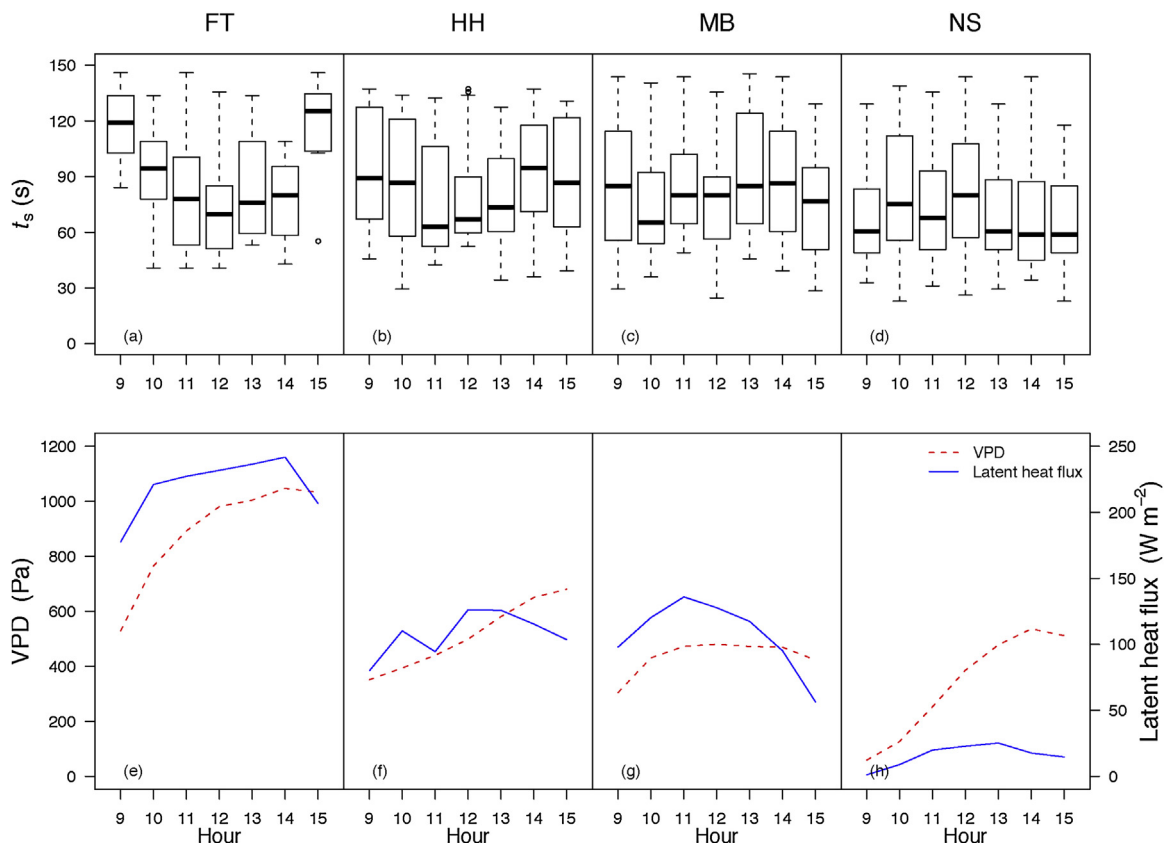 FT HH MB NS
150
120
90
60
30
0
t_s (s)
(a) (b) (c) (d)
9 10 11 12 13 14 15 9 10 11 12 13 14 15 9 10 11 12 13 14 15 9 10 11 12 13 14 15
1200
1000
800
600
400
200
0
VPD (Pa)
VPD
Latent heat flux
250
200
150
100
50
0
Latent heat flux (W m⁻²)
(e) (f) (g) (h)
9 10 11 12 13 14 15 9 10 11 12 13 14 15 9 10 11 12 13 14 15 9 10 11 12 13 14 15
Hour Hour Hour Hour